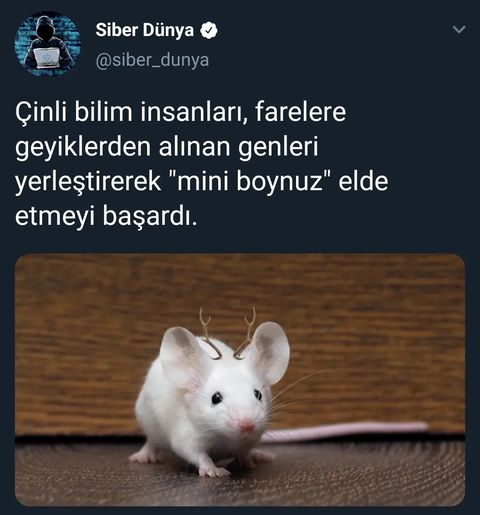 Siber Dünya
@siber_dunya
Çinli bilim insanları, farelere
geyiklerden alınan genleri
yerleştirerek "mini boynuz" elde
etmeyi başardı.